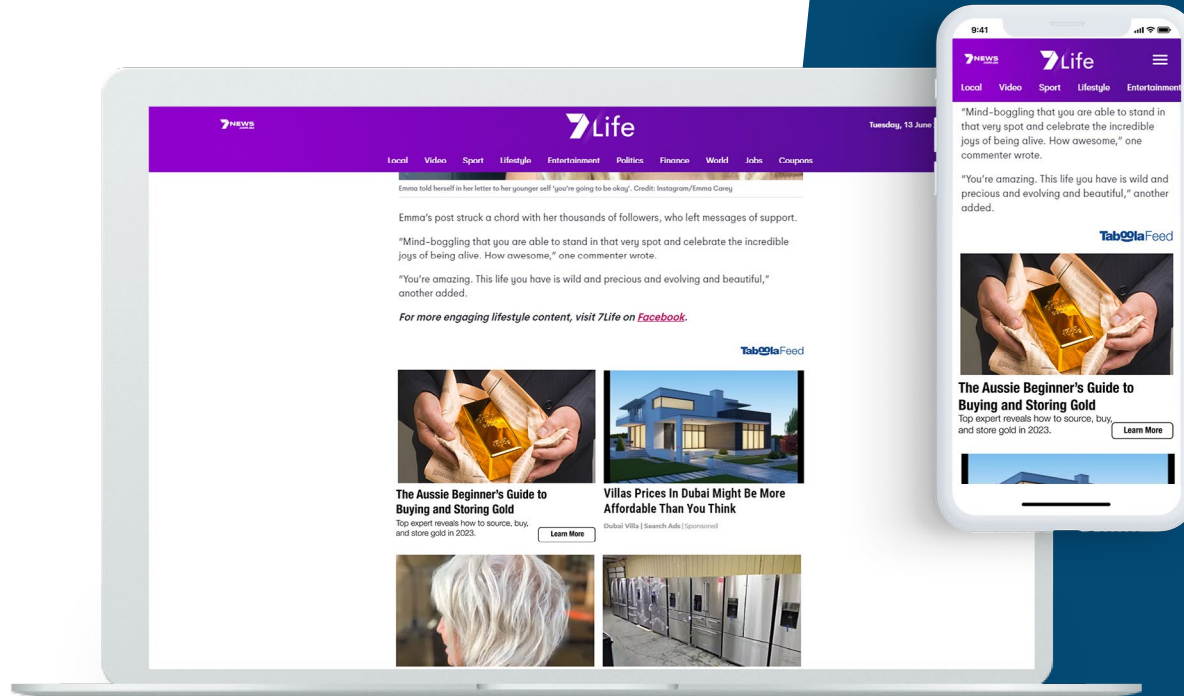 7NEWS
.com.au
7Life
Tuesday, 13 June
Local Video Sport Lifestyle Entertainment Politics Finance World Jobs Coupons
Emma told herself in her letter to her younger self 'you're going to be okay'. Credit: Instagram/Emma Carey
Emma's post struck a chord with her thousands of followers, who left messages of support.
"Mind-boggling that you are able to stand in that very spot and celebrate the incredible
joys of being alive. How awesome," one commenter wrote.
"You're amazing. This life you have is wild and precious and evolving and beautiful,"
another added.
For more engaging lifestyle content, visit 7Life on Facebook.
Taboola Feed
The Aussie Beginner's Guide to
Buying and Storing Gold
Top expert reveals how to source, buy,
and store gold in 2023.
Learn More
Villas Prices In Dubai Might Be More
Affordable Than You Think
Dubai Villa | Search Ads | Sponsored
9:41
7NEWS
.com.au
7Life
Local Video Sport Lifestyle Entertainment
"Mind-boggling that you are able to stand in
that very spot and celebrate the incredible
joys of being alive. How awesome," one
commenter wrote.
"You're amazing. This life you have is wild and
precious and evolving and beautiful," another
added.
Taboola Feed
The Aussie Beginner's Guide to
Buying and Storing Gold
Top expert reveals how to source, buy,
and store gold in 2023.
Learn More